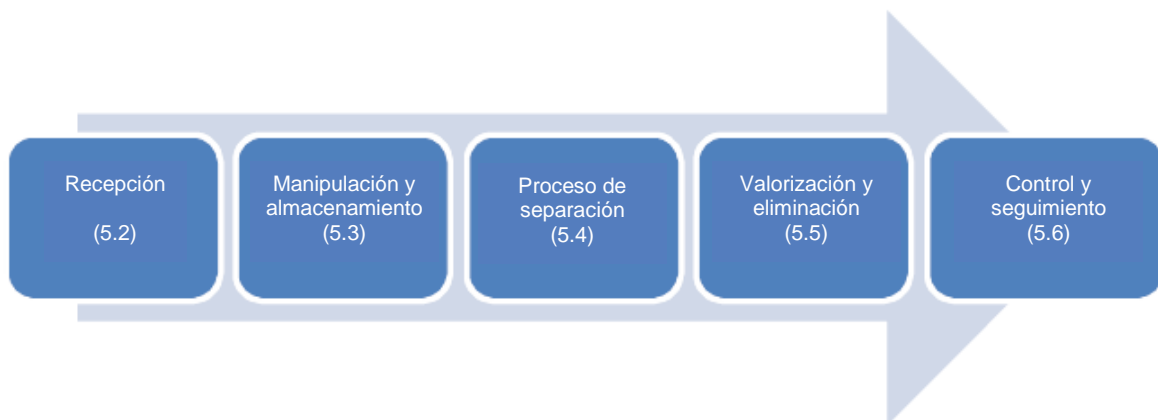 Recepción
(5.2)
Manipulación y
almacenamiento
(5.3)
Proceso de
separación
(5.4)
Valorización y
eliminación
(5.5)
Control y
seguimiento
(5.6)